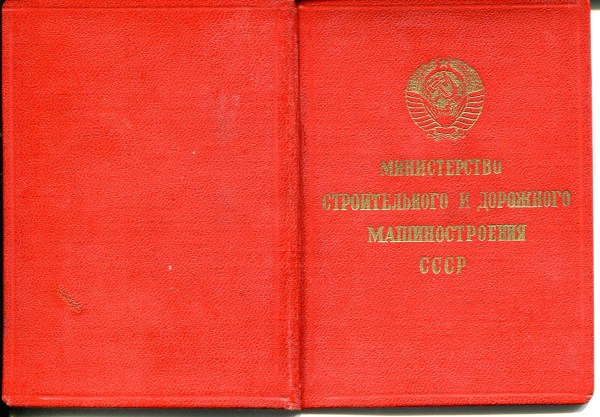 МИНИСТЕРСТВО
СТРОИТЕЛЬНОГО И ДОРОЖНОГО
МАШИНОСТРОЕНИЯ
СССР